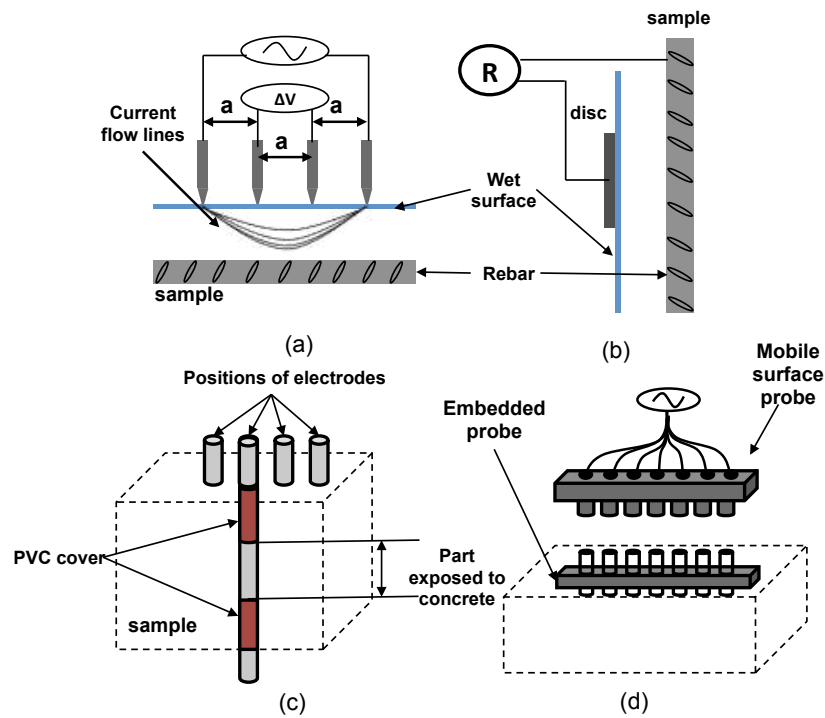 ΔV
a
a
a
Current
flow lines
sample
(a)
sample
R
disc
Wet
surface
Rebar
(b)
Positions of electrodes
PVC cover
sample
Part
exposed to
concrete
(c)
Mobile
surface
probe
Embedded
probe
(d)